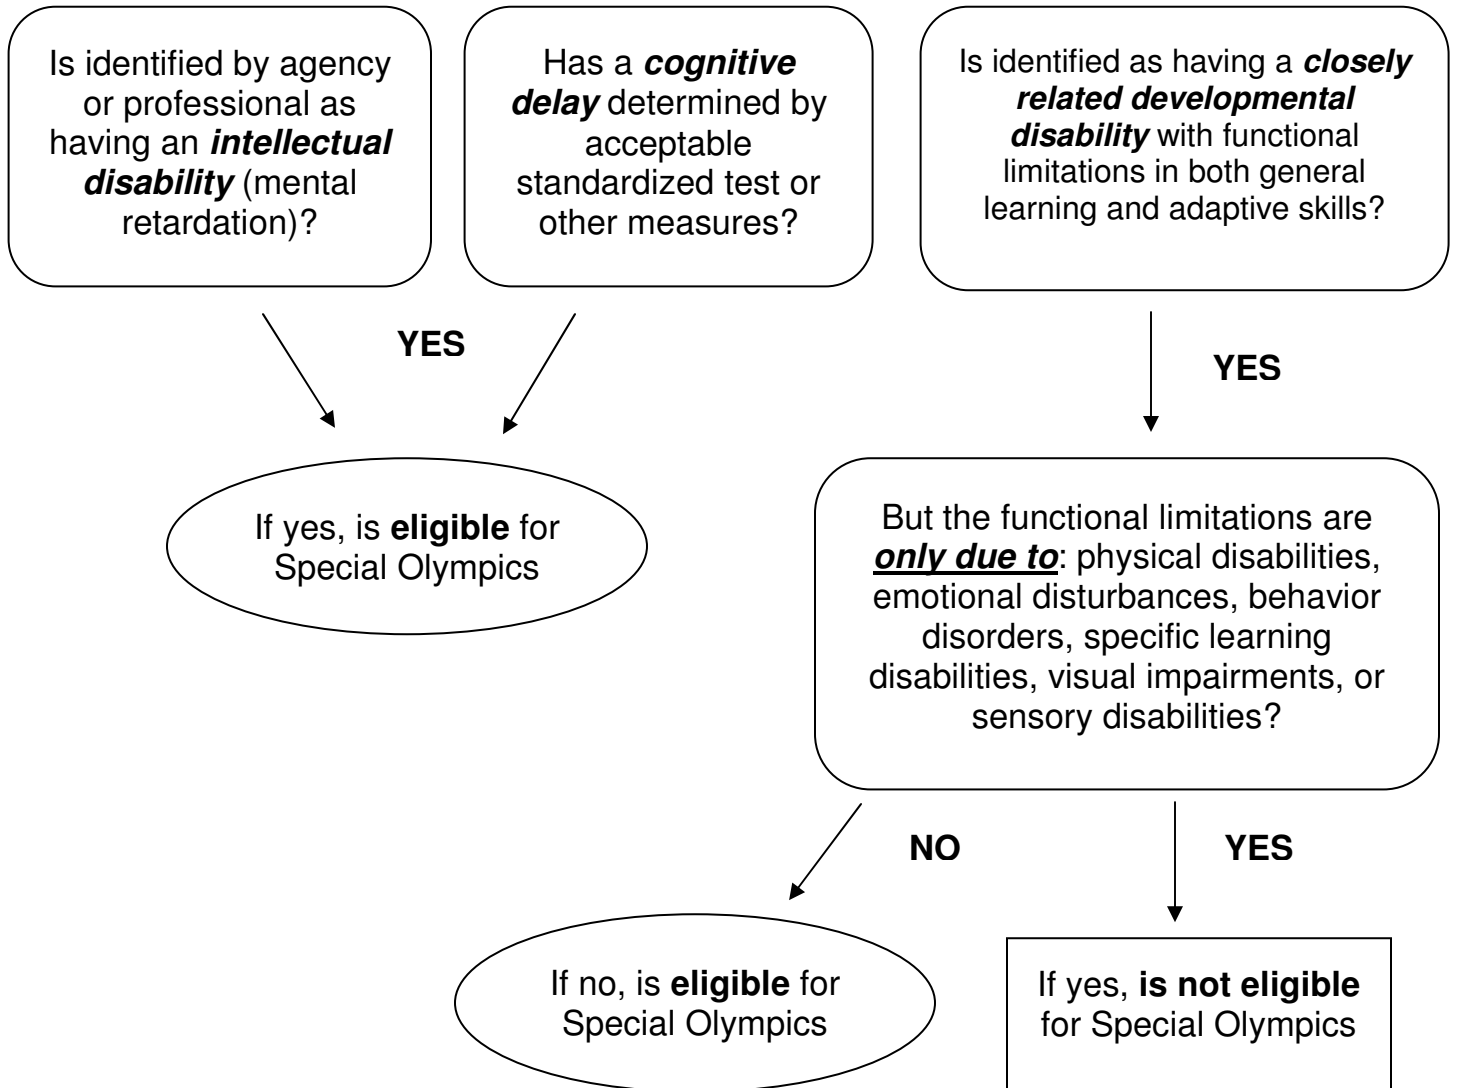 Is identified by agency
or professional as
having an intellectual
disability (mental
retardation)?
Has a cognitive
delay determined by
acceptable
standardized test or
other measures?
Is identified as having a closely
related developmental
disability with functional
limitations in both general
learning and adaptive skills?
YES
YES
If yes, is eligible for
Special Olympics
But the functional limitations are
only due to: physical disabilities,
emotional disturbances, behavior
disorders, specific learning
disabilities, visual impairments, or
sensory disabilities?
NO
YES
If no, is eligible for
Special Olympics
If yes, is not eligible
for Special Olympics